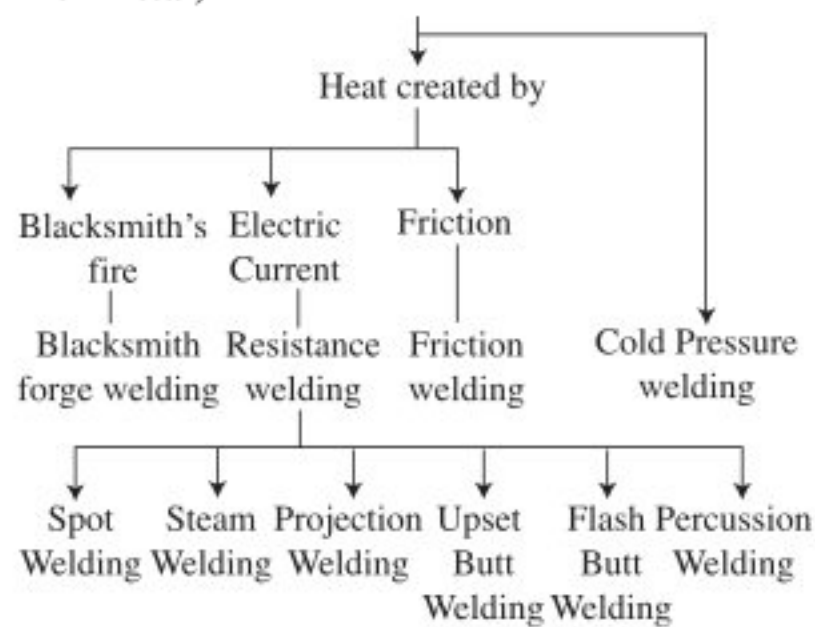 Heat created by
Blacksmith's
fire
Electric
Current
Friction
Blacksmith
forge welding
Resistance
welding
Friction
welding
Cold Pressure
welding
Spot
Welding
Steam
Welding
Projection
Welding
Upset
Butt
Welding
Flash
Butt
Welding
Percussion
Welding